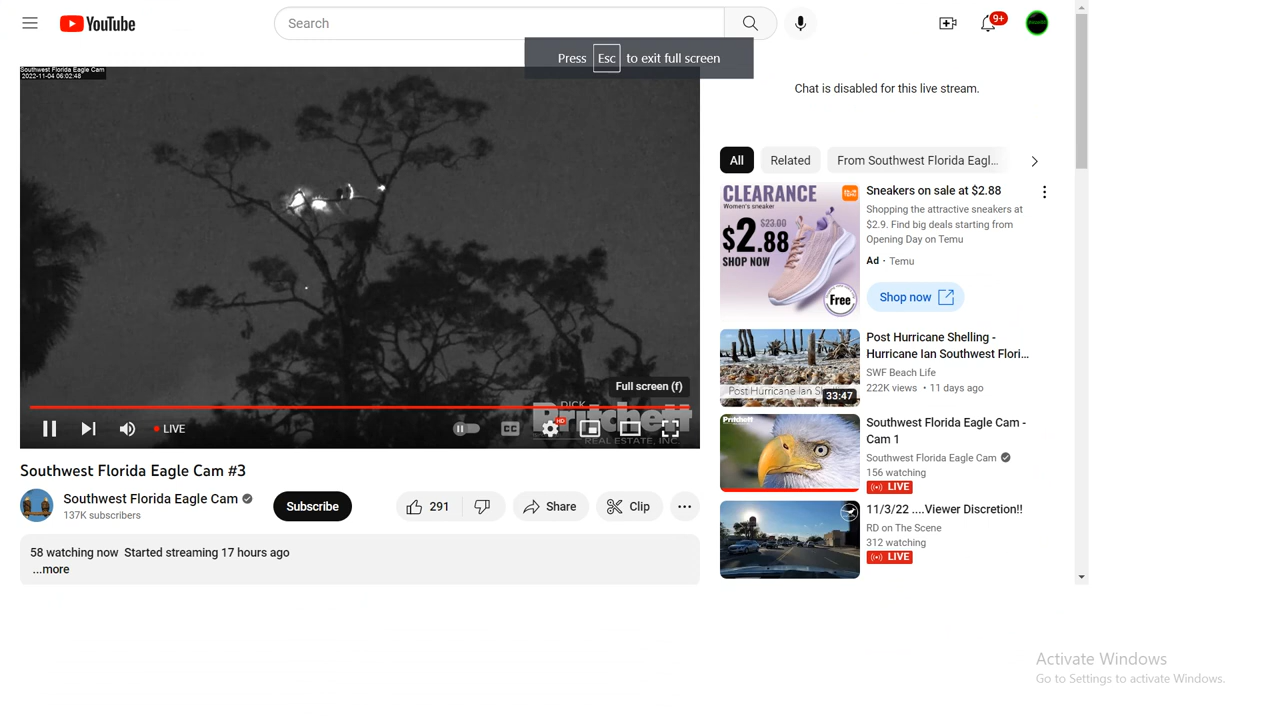 YouTube
Search
9+
Press Esc to exit full screen
Southwest Florida Eagle Cam
2022-11-04 06:02:48
Chat is disabled for this live stream.
All
Related
From Southwest Florida Eagl...
CLEARANCE
Women's sneaker
$23.00
$2.88
SHOP NOW
Free
Sneakers on sale at $2.88
Shopping the attractive sneakers at
$2.9. Find big deals starting from
Opening Day on Temu
Ad · Temu
Shop now
Full screen (f)
LIVE
CC
HD
DICK
Pritchett
REAL ESTATE, INC.
Post Hurricane Ian
33:47
Post Hurricane Shelling -
Hurricane Ian Southwest Flori...
SWF Beach Life
222K views • 11 days ago
Pritchett
Southwest Florida Eagle Cam -
Cam 1
Southwest Florida Eagle Cam
156 watching
LIVE
Southwest Florida Eagle Cam #3
Southwest Florida Eagle Cam
137K subscribers
Subscribe
291
Share
Clip
11/3/22 ....Viewer Discretion!!
RD on The Scene
312 watching
LIVE
58 watching now Started streaming 17 hours ago
...more
Activate Windows
Go to Settings to activate Windows.